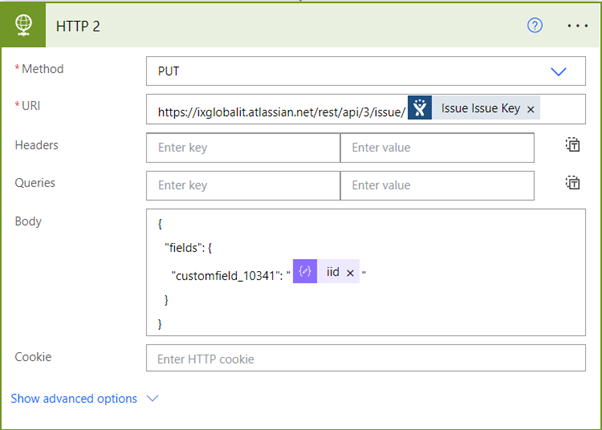 HTTP 2
?
...
* Method
PUT
* URI
https://ixglobalit.atlassian.net/rest/api/3/issue/ Issue Issue Key ×
Headers
Enter key
Enter value
T
Queries
Enter key
Enter value
T
Body
{
"fields": {
"customfield_10341": " {/} iid × "
}
}
Cookie
Enter HTTP cookie
Show advanced options